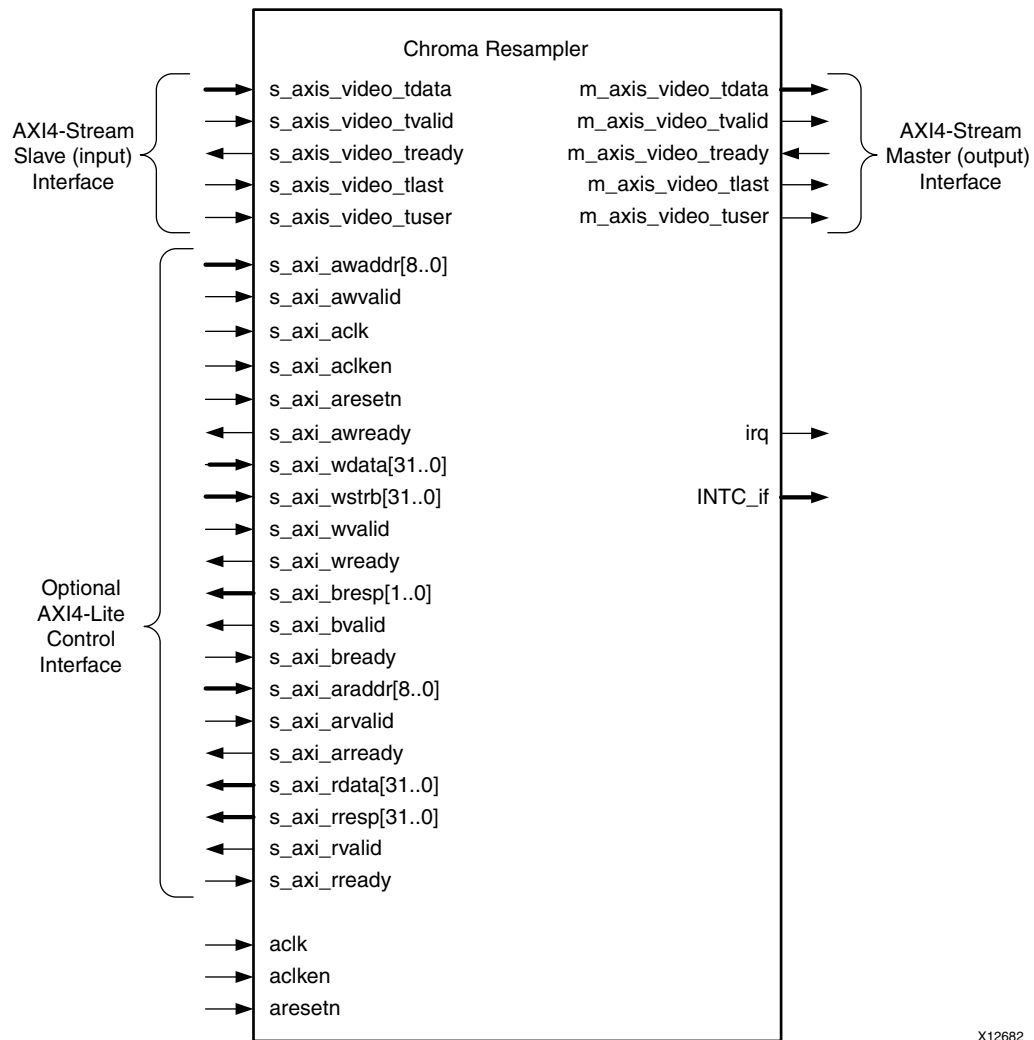 Chroma Resampler
AXI4-Stream
Slave (input)
Interface
s_axis_video_tdata
s_axis_video_tvalid
s_axis_video_tready
s_axis_video_tlast
s_axis_video_tuser
m_axis_video_tdata
m_axis_video_tvalid
m_axis_video_tready
m_axis_video_tlast
m_axis_video_tuser
AXI4-Stream
Master (output)
Interface
Optional
AXI4-Lite
Control
Interface
s_axi_awaddr[8..0]
s_axi_awvalid
s_axi_aclk
s_axi_aclken
s_axi_aresetn
s_axi_awready
s_axi_wdata[31..0]
s_axi_wstrb[31..0]
s_axi_wvalid
s_axi_wready
s_axi_bresp[1..0]
s_axi_bvalid
s_axi_bready
s_axi_araddr[8..0]
s_axi_arvalid
s_axi_arready
s_axi_rdata[31..0]
s_axi_rresp[31..0]
s_axi_rvalid
s_axi_rready
irq
INTC_if
aclk
aclken
aresetn
X12682